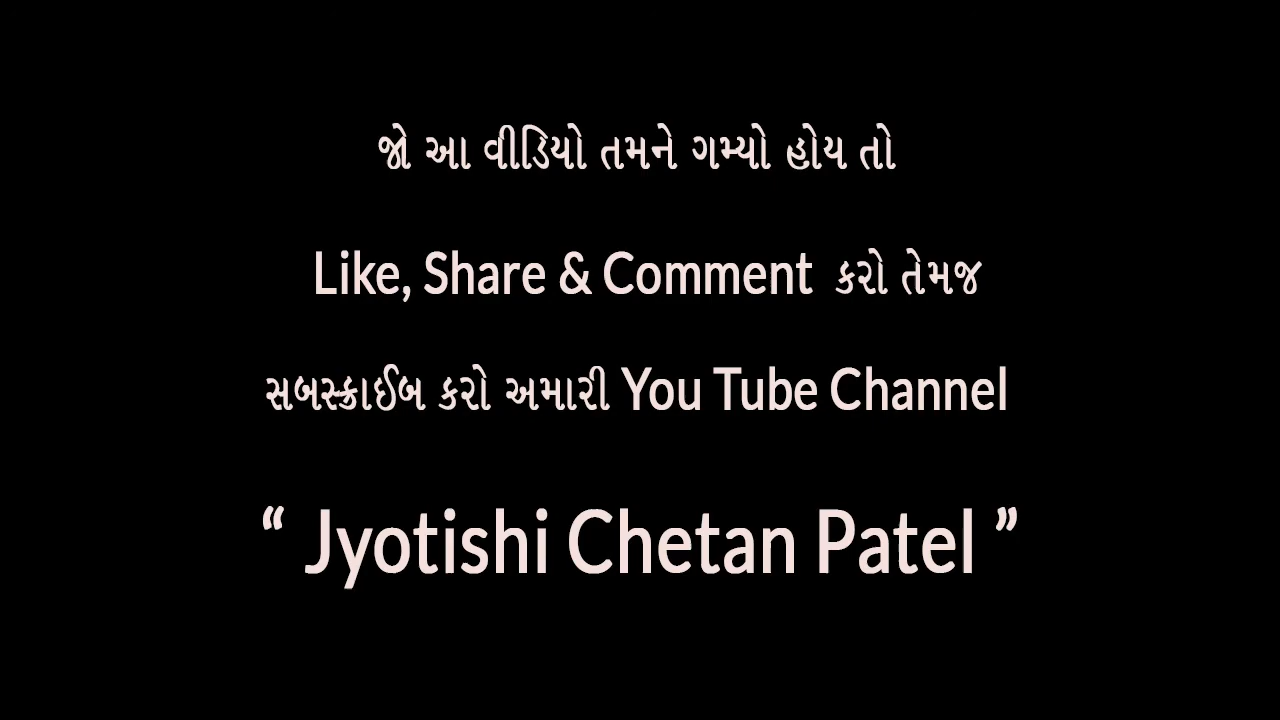 જો આ વીડિયો તમને ગમ્યો હોય તો
Like, Share & Comment કરો તેમજ
સબસ્ક્રાઈબ કરો અમારી You Tube Channel
“ Jyotishi Chetan Patel ”